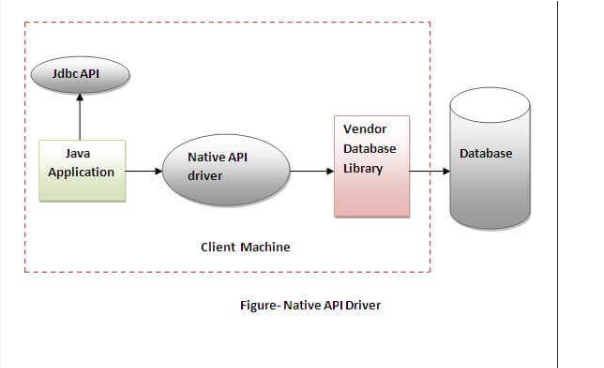 Jdbc API
Java
Application
Native API
driver
Vendor
Database
Library
Database
Client Machine
Figure- Native API Driver